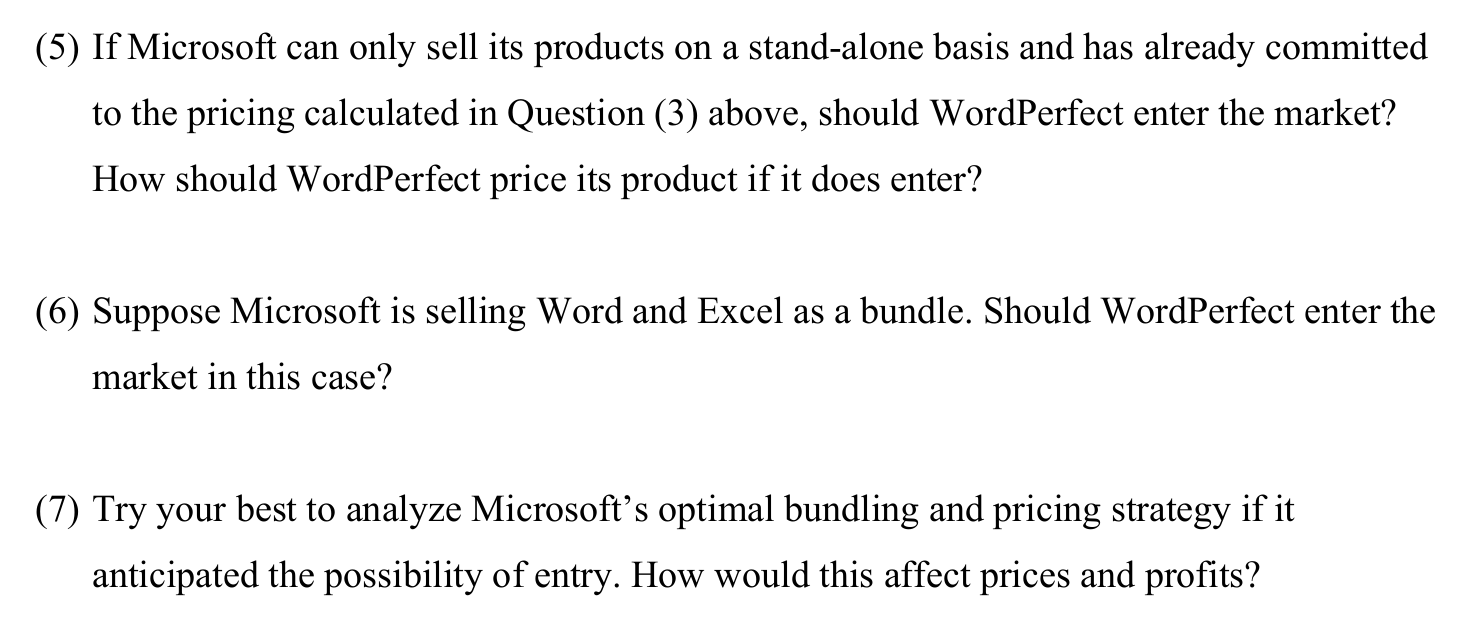 (5) If Microsoft can only sell its products on a stand-alone basis and has already committed
to the pricing calculated in Question (3) above, should WordPerfect enter the market?
How should WordPerfect price its product if it does enter?
(6) Suppose Microsoft is selling Word and Excel as a bundle. Should WordPerfect enter the
market in this case?
(7) Try your best to analyze Microsoft’s optimal bundling and pricing strategy if it
anticipated the possibility of entry. How would this affect prices and profits?